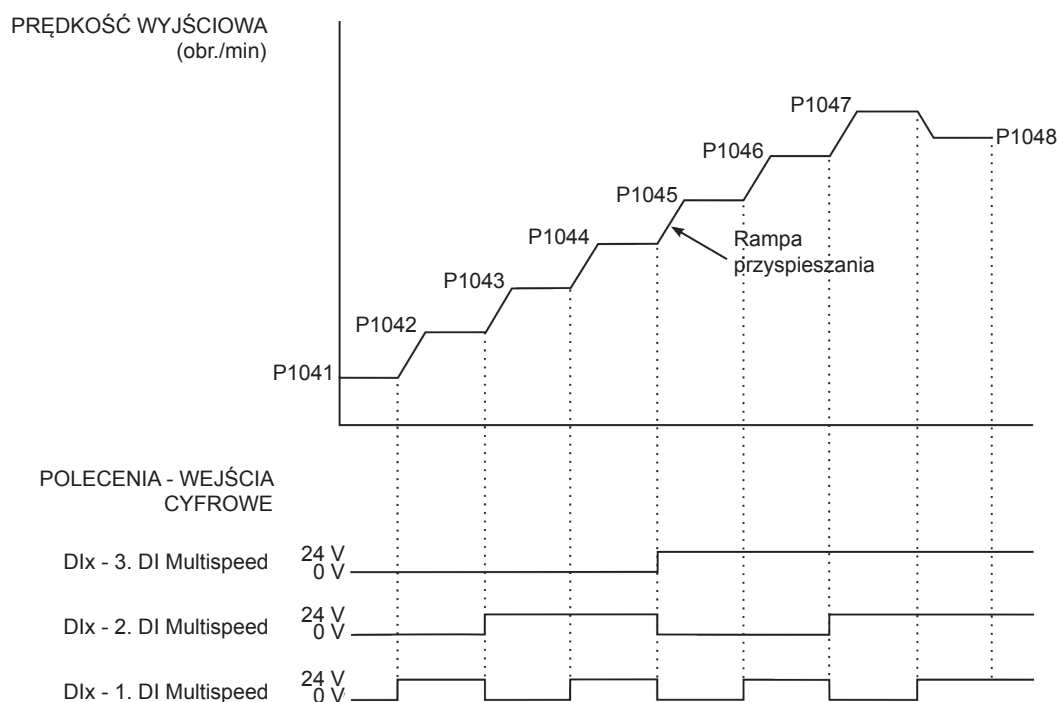 PRĘDKOŚĆ WYJŚCIOWA
(obr./min)
P1047
P1048
P1046
P1045
P1044
Rampa
przyspieszania
P1043
P1042
P1041
POLECENIA - WEJŚCIA
CYFROWE
DIx - 3. DI Multispeed
24 V
0 V
DIx - 2. DI Multispeed
24 V
0 V
DIx - 1. DI Multispeed
24 V
0 V